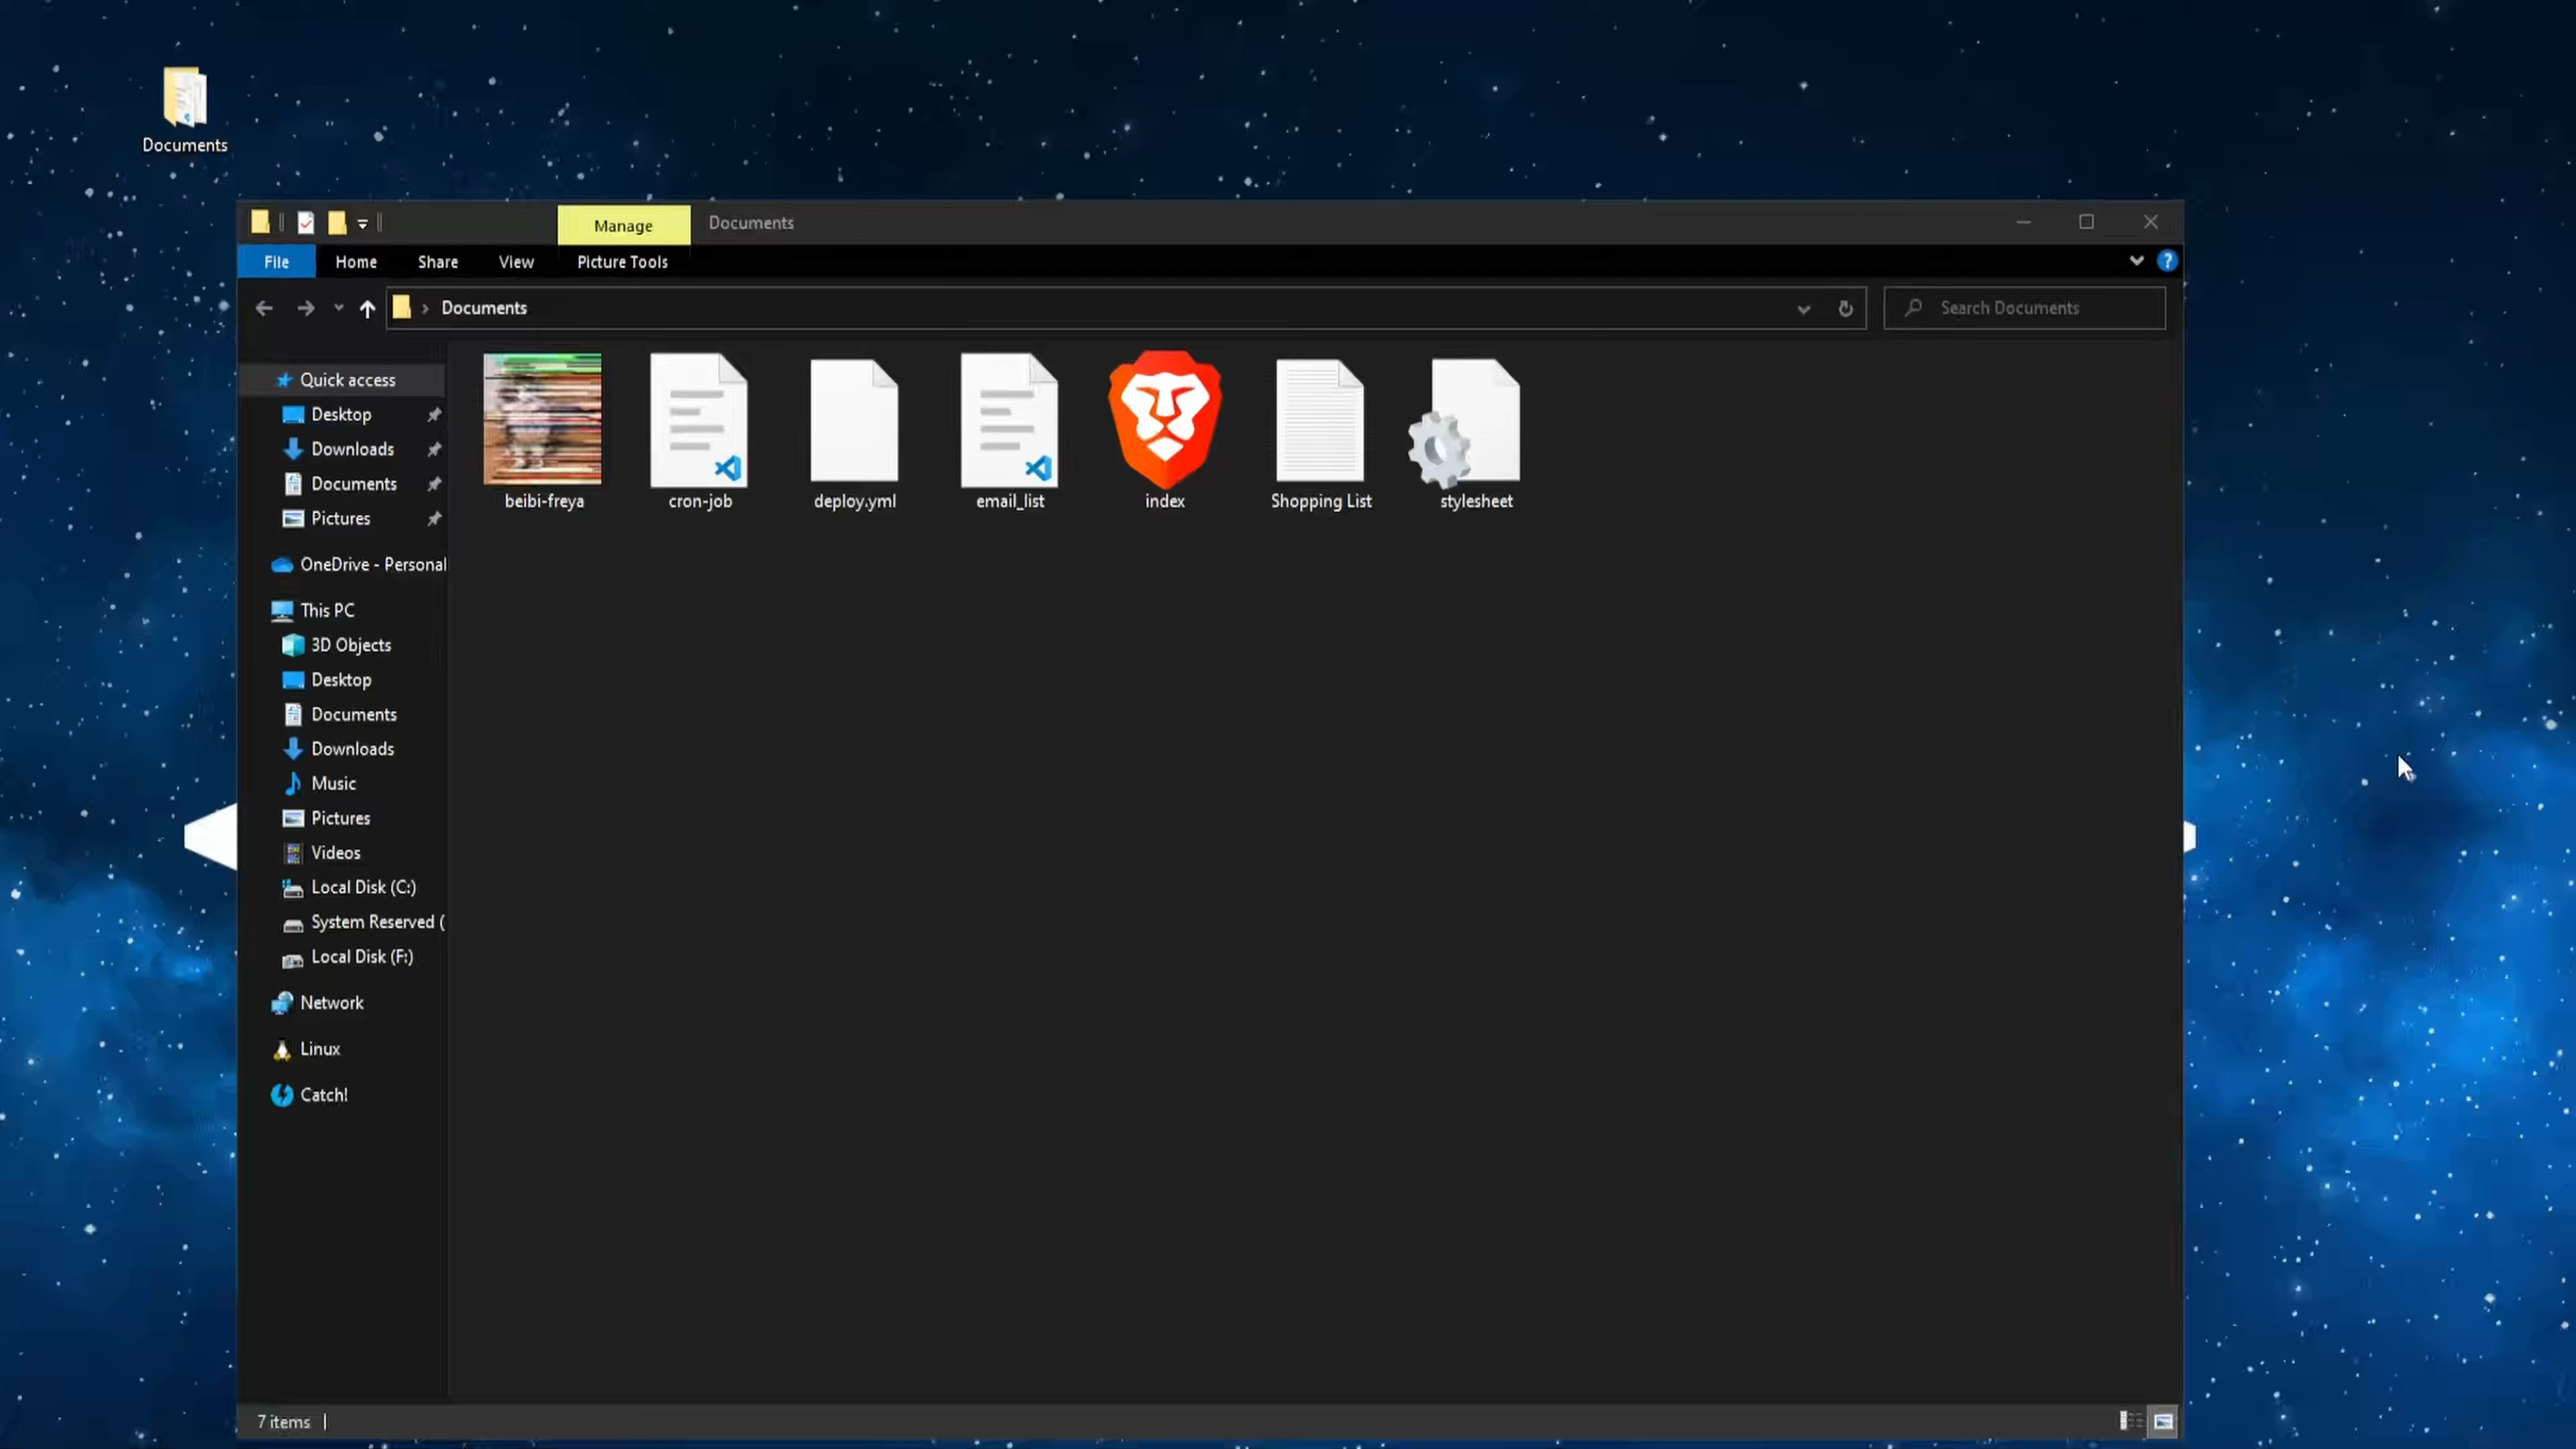 Documents
Manage
Documents
File
Home
Share
View
Picture Tools
Documents
Search Documents
Quick access
Desktop
Downloads
Documents
Pictures
OneDrive - Personal
This PC
3D Objects
Desktop
Documents
Downloads
Music
Pictures
Videos
Local Disk (C:)
System Reserved (
Local Disk (F:)
Network
Linux
Catch!
beibi-freya
cron-job
deploy.yml
email_list
index
Shopping List
stylesheet
7 items